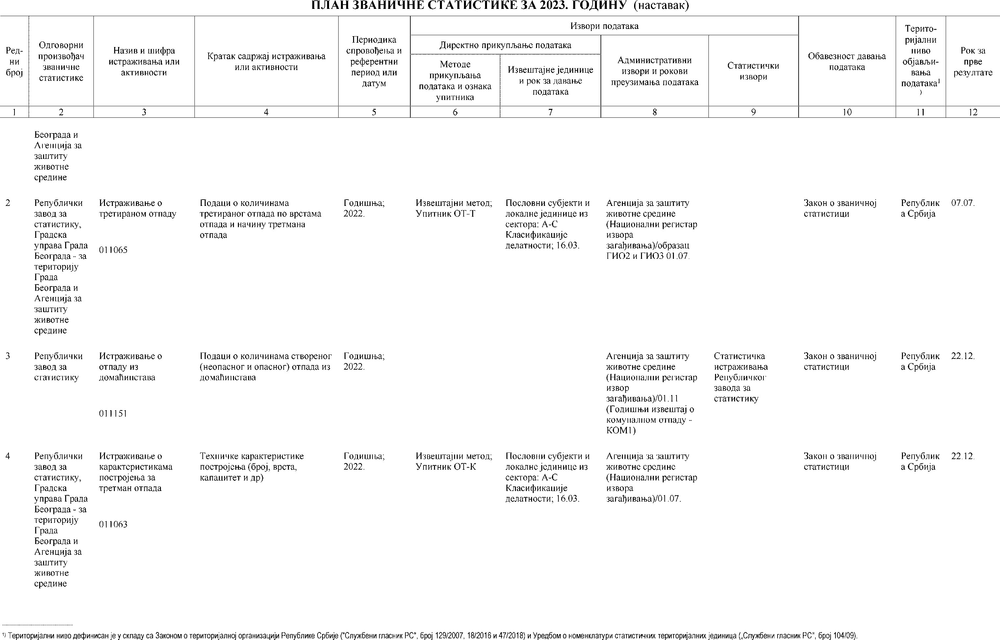 ПЛАН ЗВАНИЧНЕ СТАТИСТИКЕ ЗА 2023. ГОДИНУ (наставак)
Ред-
ни
број
Одговорни
произвођач
званичне
статистике
Назив и шифра
истраживања или
активности
Кратак садржај истраживања
или активности
Периодика
спровођења и
референтни
период или
датум
Извори података
Директно прикупљање података
Методе
прикупљања
података и ознака
упитника
Извештајне јединице
и рок за давање
података
Административни
извори и рокови
преузимања података
Статистички
извори
Обавезност давања
података
Терито-
ријални
ниво
објављи-
вања
података¹
⁾
Рок за
прве
резултате
1 2 3 4 5 6 7 8 9 10 11 12
Београда и
Агенција за
заштиту
животне
средине
2
Републички
завод за
статистику,
Градска
управа Града
Београда - за
територију
Града
Београда и
Агенција за
заштиту
животне
средине
Истраживање о
третираном отпаду
011065
Подаци о количинама
третираног отпада по врстама
отпада и начину третмана
отпада
Годишња;
2022.
Извештајни метод;
Упитник ОТ-Т
Пословни субјекти и
локалне јединице из
сектора: А-С
Класификације
делатности; 16.03.
Агенција за заштиту
животне средине
(Национални регистар
извора
загађивања)/образац
ГИО2 и ГИО3 01.07.
Закон о званичној
статистици
Републик
а Србија
07.07.
3
Републички
завод за
статистику
Истраживање о
отпаду из
домаћинстава
011151
Подаци о количинама створеног
(неопасног и опасног) отпада из
домаћинстава
Годишња;
2022.
Агенција за заштиту
животне средине
(Национални регистар
извор
загађивања)/01.11
(Годишњи извештај о
комуналном отпаду -
КОМ1)
Статистичка
истраживања
Републичког
завода за
статистику
Закон о званичној
статистици
Републик
а Србија
22.12.
4
Републички
завод за
статистику,
Градска
управа Града
Београда - за
територију
Града
Београда и
Агенција за
заштиту
животне
средине
Истраживање о
карактеристикама
постројења за
третман отпада
011063
Техничке карактеристике
постројења (број, врста,
капацитет и др)
Годишња;
2022.
Извештајни метод;
Упитник ОТ-К
Пословни субјекти и
локалне јединице из
сектора: А-С
Класификације
делатности; 16.03.
Агенција за заштиту
животне средине
(Национални регистар
извора
загађивања)/01.07.
Закон о званичној
статистици
Републик
а Србија
22.12.
¹⁾ Територијални ниво дефинисан је у складу са Законом о територијалној организацији Републике Србије ("Службени гласник РС", број 129/2007, 18/2016 и 47/2018) и Уредбом о номенклатури статистичких територијалних јединица („Службени гласник РС", број 104/09).